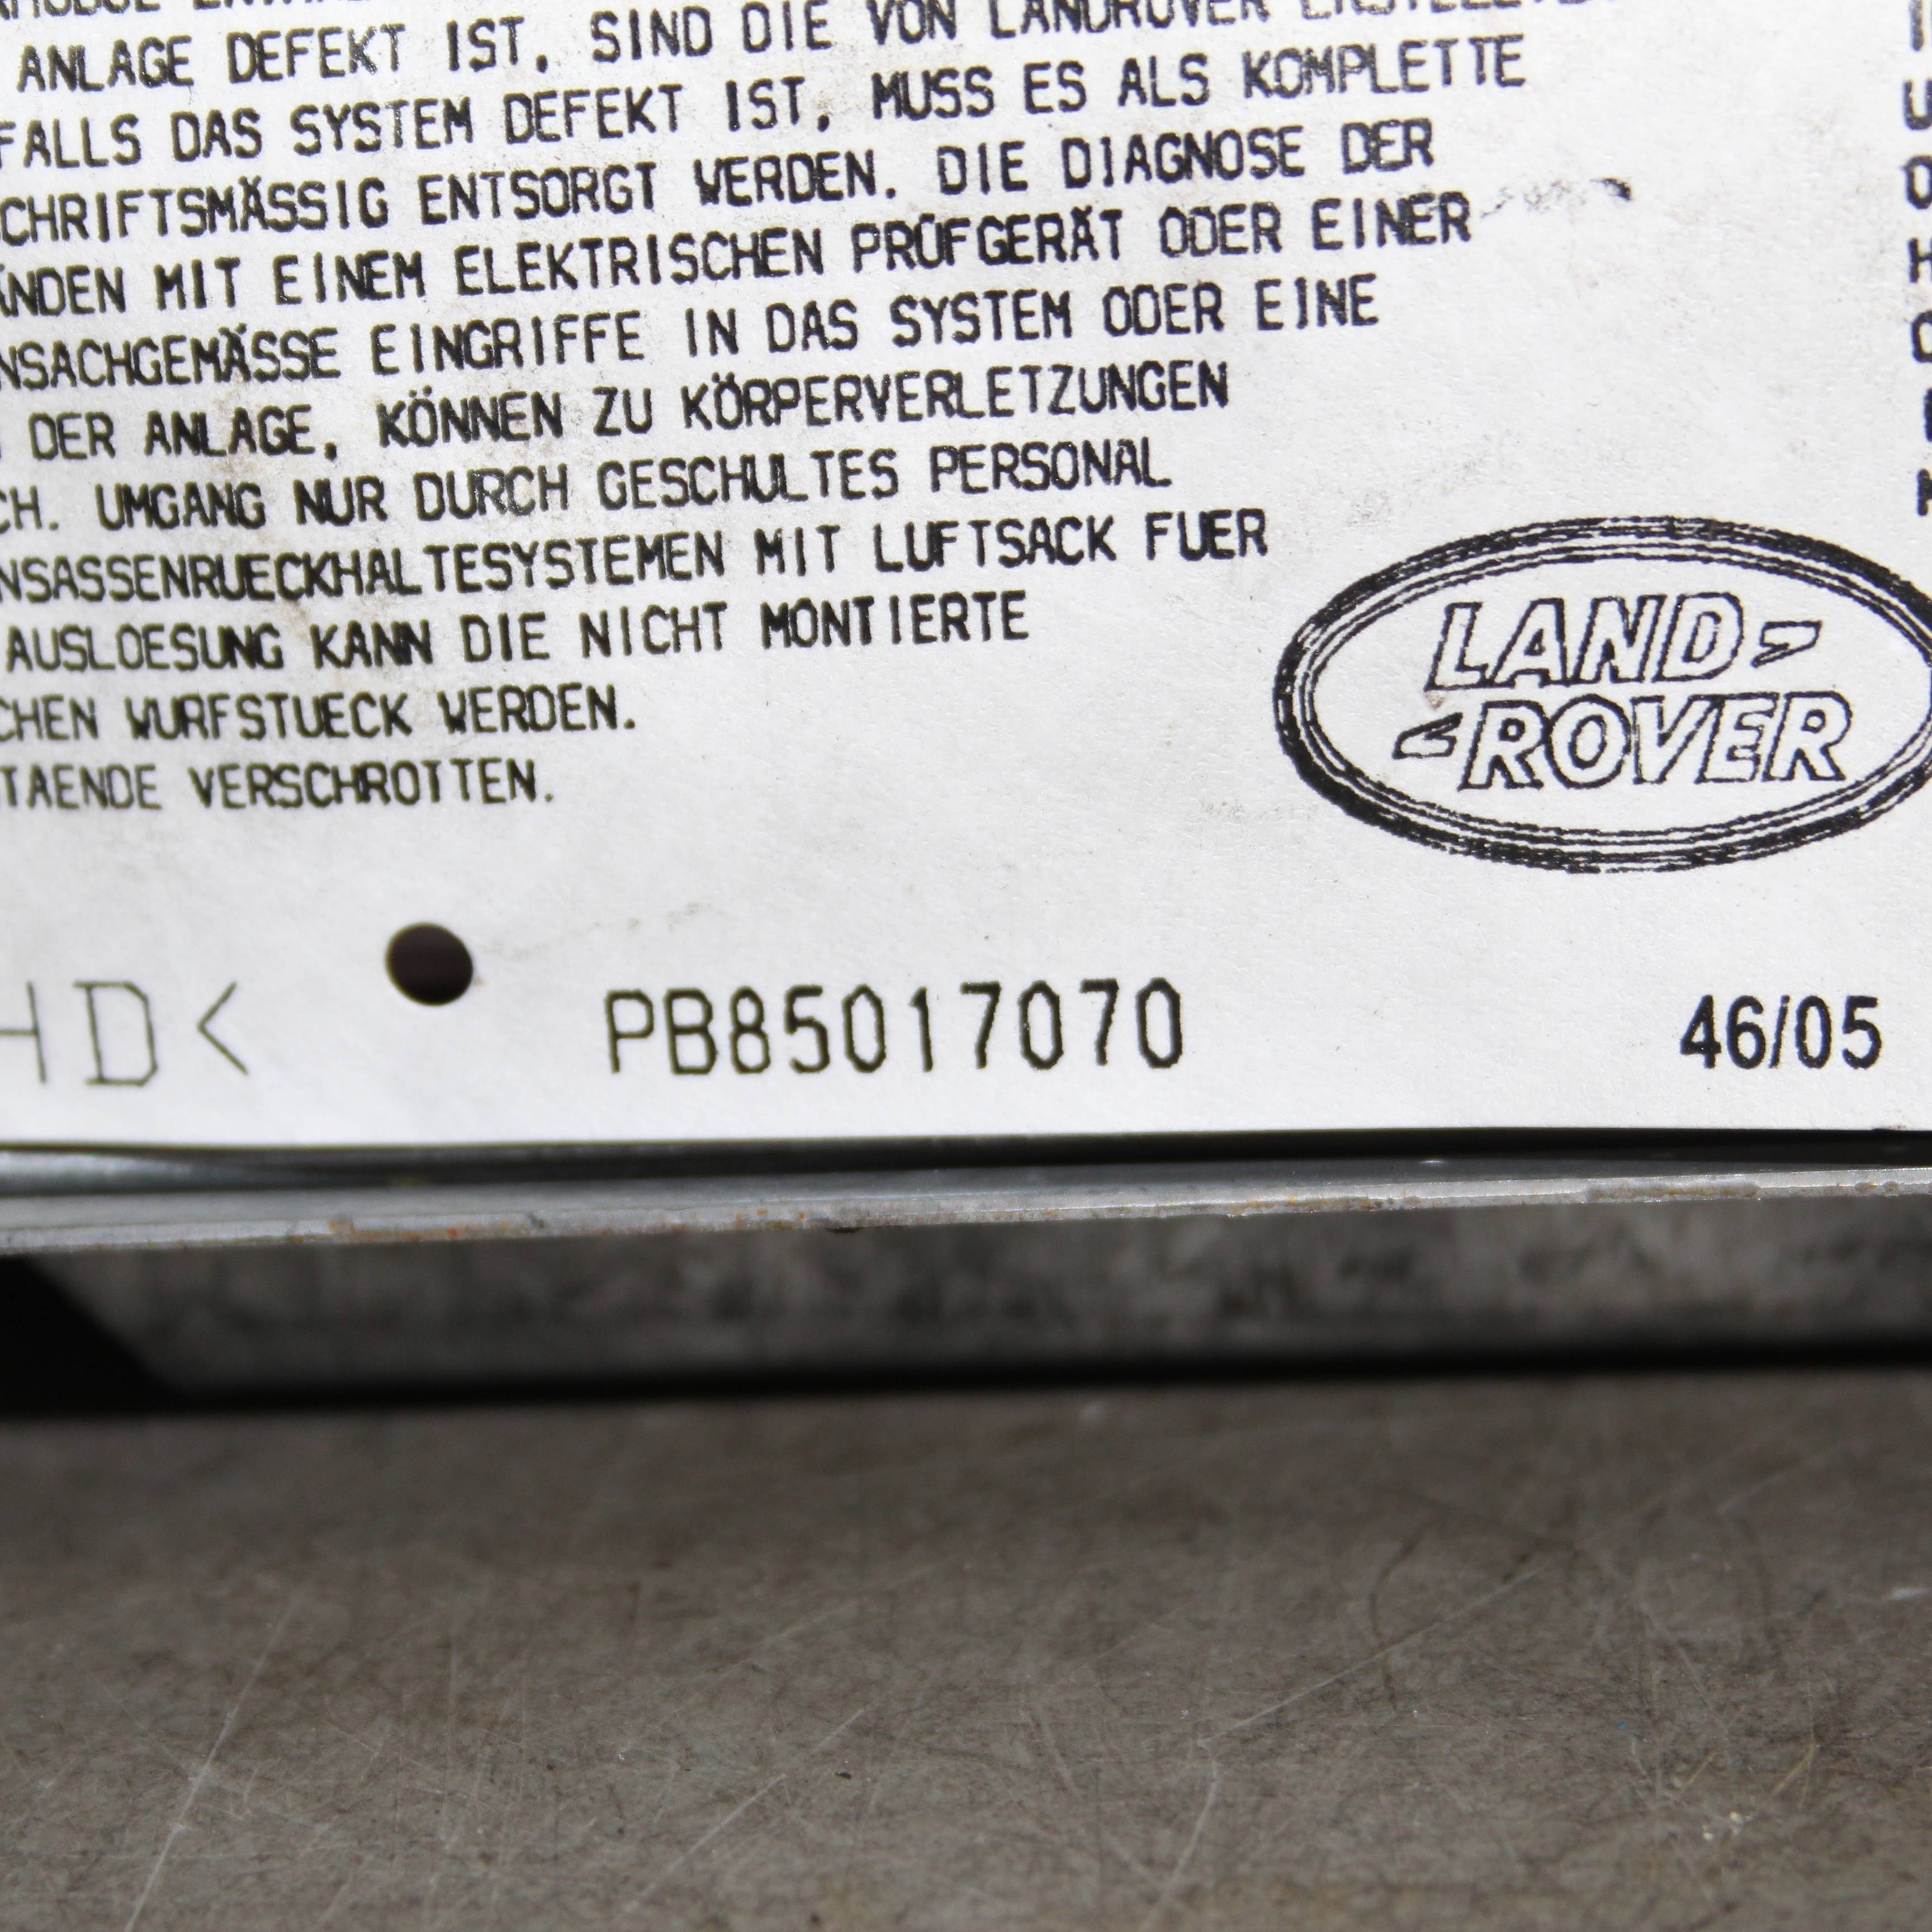 ANLAGE DEFEKT IST, SIND DIE VON LANDROVER
FALLS DAS SYSTEM DEFEKT IST, MUSS ES ALS KOMPLETTE
CHRIFTSMÄSSIG ENTSORGT WERDEN. DIE DIAGNOSE DER
ÄNDEN MIT EINEM ELEKTRISCHEN PRÜFGERÄT ODER EINER
NSACHGEMÄSSE EINGRIFFE IN DAS SYSTEM ODER EINE
DER ANLAGE, KÖNNEN ZU KÖRPERVERLETZUNGEN
CH. UMGANG NUR DURCH GESCHULTES PERSONAL
NSASSENRUECKHALTESYSTEMEN MIT LUFTSACK FUER
AUSLOESUNG KANN DIE NICHT MONTIERTE
CHEN WURFSTUECK WERDEN.
TAENDE VERSCHROTTEN.
LAND
ROVER
HD<
PB85017070
46/05